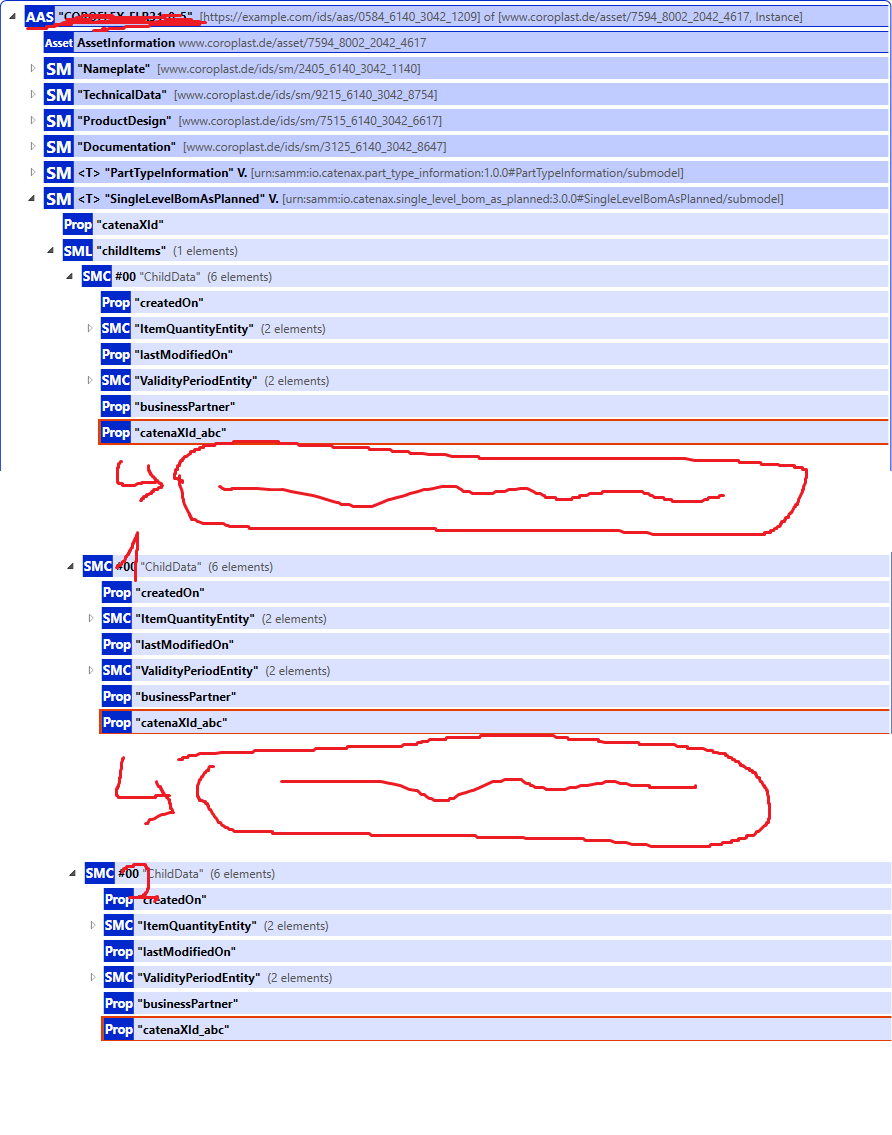 AAS "COROFLEX FLR21-0-5" [https://example.com/ids/aas/0584_6140_3042_1209] of [www.coroplast.de/asset/7594_8002_2042_4617, Instance]
Asset AssetInformation www.coroplast.de/asset/7594_8002_2042_4617
SM "Nameplate" [www.coroplast.de/ids/sm/2405_6140_3042_1140]
SM "TechnicalData" [www.coroplast.de/ids/sm/9215_6140_3042_8754]
SM "ProductDesign" [www.coroplast.de/ids/sm/7515_6140_3042_6617]
SM "Documentation" [www.coroplast.de/ids/sm/3125_6140_3042_8647]
SM <T> "PartTypeInformation" V. [urn:samm:io.catenax.part_type_information:1.0.0#PartTypeInformation/submodel]
SM <T> "SingleLevelBomAsPlanned" V. [urn:samm:io.catenax.single_level_bom_as_planned:3.0.0#SingleLevelBomAsPlanned/submodel]
Prop "catenaXId"
SML "childItems" (1 elements)
SMC #00 "ChildData" (6 elements)
Prop "createdOn"
SMC "ItemQuantityEntity" (2 elements)
Prop "lastModifiedOn"
SMC "ValidityPeriodEntity" (2 elements)
Prop "businessPartner"
Prop "catenaXId_abc"
SMC #00 "ChildData" (6 elements)
1
Prop "createdOn"
SMC "ItemQuantityEntity" (2 elements)
Prop "lastModifiedOn"
SMC "ValidityPeriodEntity" (2 elements)
Prop "businessPartner"
Prop "catenaXId_abc"
SMC #00 "ChildData" (6 elements)
2
Prop "createdOn"
SMC "ItemQuantityEntity" (2 elements)
Prop "lastModifiedOn"
SMC "ValidityPeriodEntity" (2 elements)
Prop "businessPartner"
Prop "catenaXId_abc"